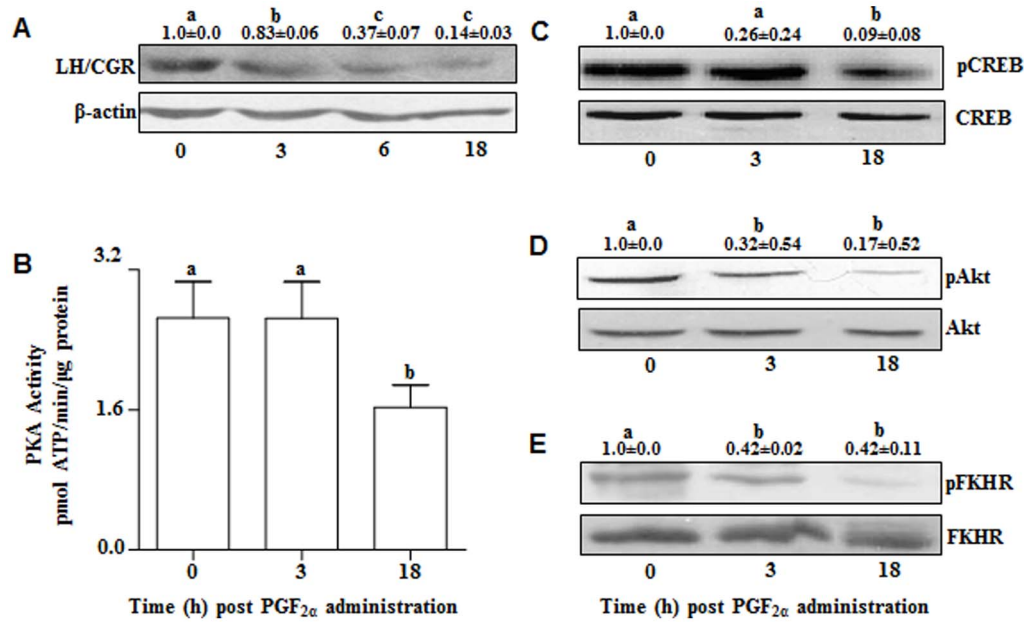 A
a b c c
1.0±0.0 0.83±0.06 0.37±0.07 0.14±0.03
LH/CGR
β-actin
0 3 6 18
B
PKA Activity
pmol ATP/min/µg protein
3.2
1.6
0.0
a a b
0 3 18
Time (h) post PGF2α administration
C
a a b
1.0±0.0 0.26±0.24 0.09±0.08
pCREB
CREB
0 3 18
D
a b b
1.0±0.0 0.32±0.54 0.17±0.52
pAkt
Akt
0 3 18
E
a b b
1.0±0.0 0.42±0.02 0.42±0.11
pFKHR
FKHR
0 3 18
Time (h) post PGF2α administration